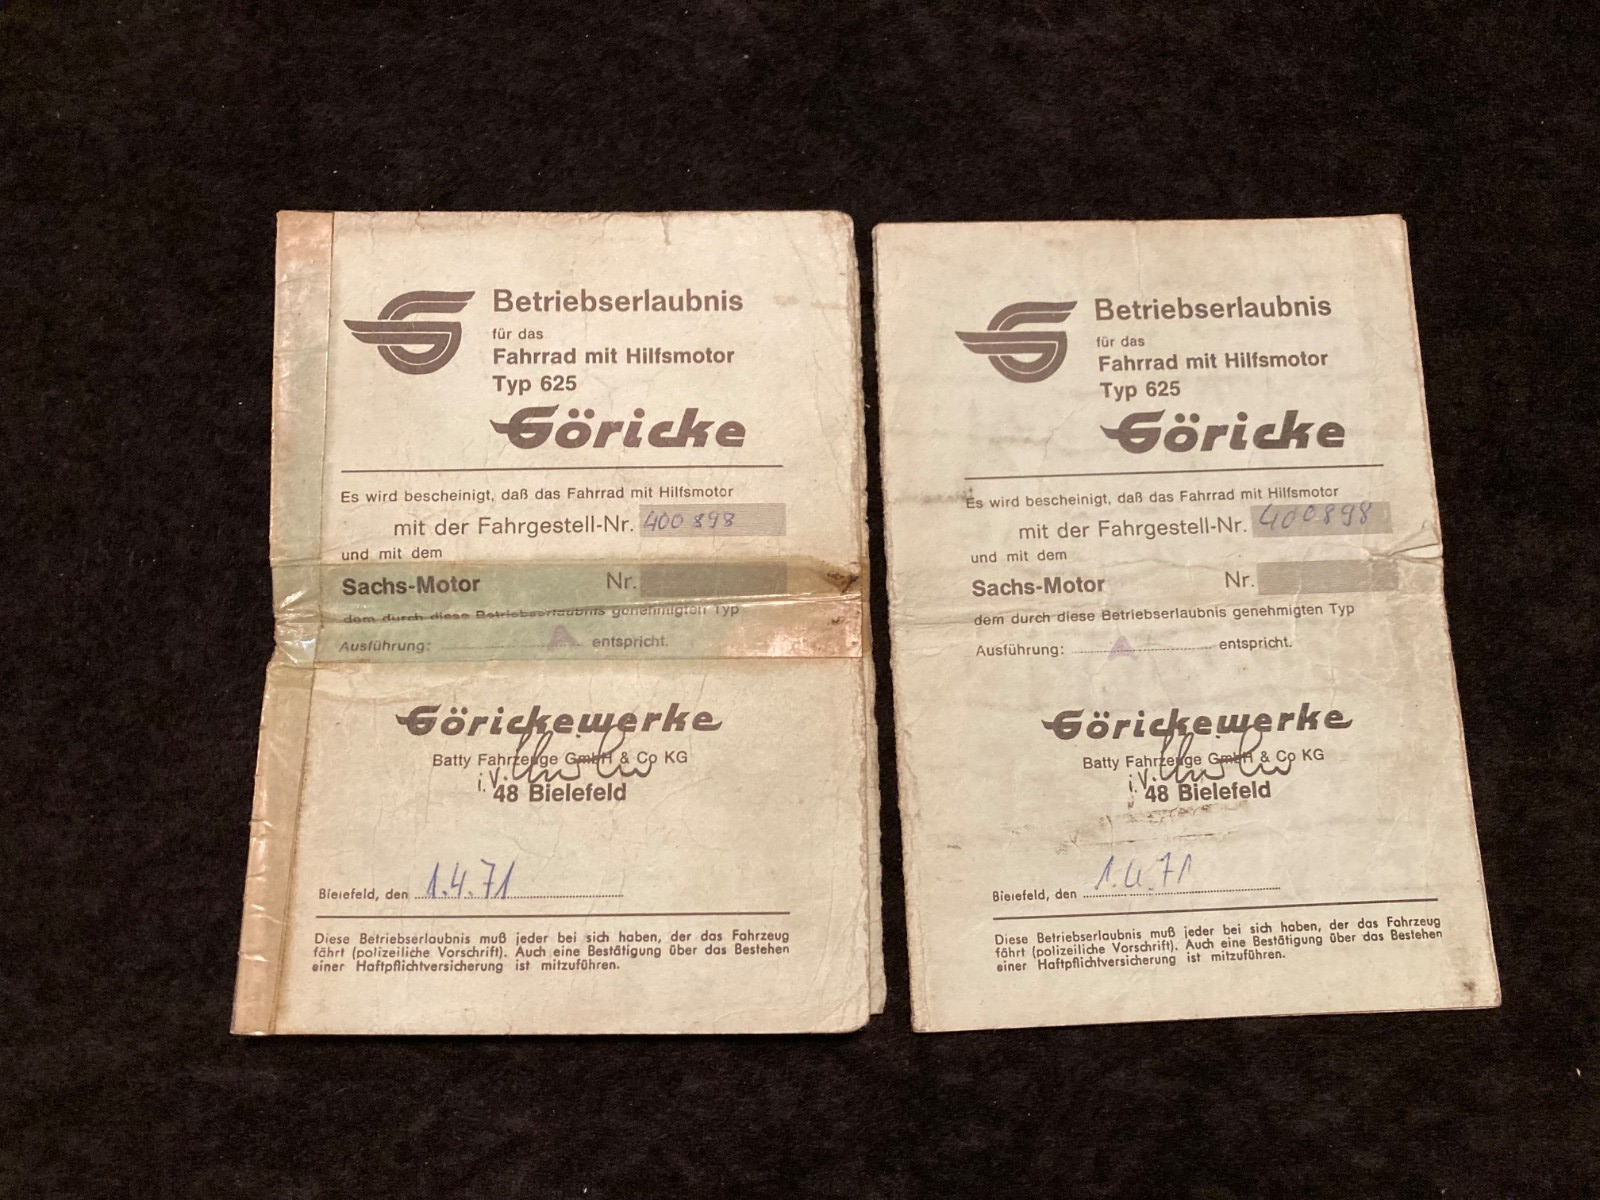 Betriebserlaubnis
für das
Fahrrad mit Hilfsmotor
Typ 625
Göricke
Es wird bescheinigt, daß das Fahrrad mit Hilfsmotor
mit der Fahrgestell-Nr. 400 898
und mit dem
Sachs-Motor Nr.
dem durch diese Betriebserlaubnis genehmigten Typ
Ausführung: A entspricht.
Görickewerke
Batty Fahrzeuge GmbH & Co KG
i.V.
48 Bielefeld
Bielefeld, den 1.4.71
Diese Betriebserlaubnis muß jeder bei sich haben, der das Fahrzeug
fährt (polizeiliche Vorschrift). Auch eine Bestätigung über das Bestehen
einer Haftpflichtversicherung ist mitzuführen.
Betriebserlaubnis
für das
Fahrrad mit Hilfsmotor
Typ 625
Göricke
Es wird bescheinigt, daß das Fahrrad mit Hilfsmotor
mit der Fahrgestell-Nr. 400898
und mit dem
Sachs-Motor Nr.
dem durch diese Betriebserlaubnis genehmigten Typ
Ausführung: A entspricht.
Görickewerke
Batty Fahrzeuge GmbH & Co KG
i.V.
48 Bielefeld
Bielefeld, den 1.4.71
Diese Betriebserlaubnis muß jeder bei sich haben, der das Fahrzeug
fährt (polizeiliche Vorschrift). Auch eine Bestätigung über das Bestehen
einer Haftpflichtversicherung ist mitzuführen.